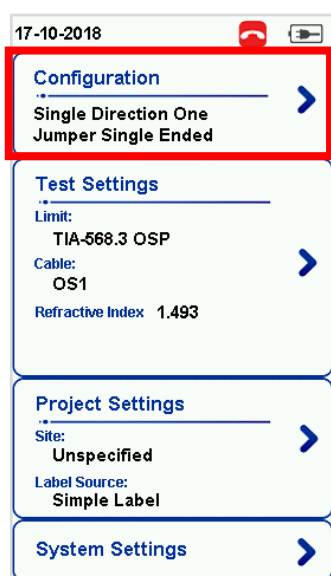 17-10-2018
Configuration
Single Direction One
Jumper Single Ended
Test Settings
Limit:
TIA-568.3 OSP
Cable:
OS1
Refractive Index 1.493
Project Settings
Site:
Unspecified
Label Source:
Simple Label
System Settings